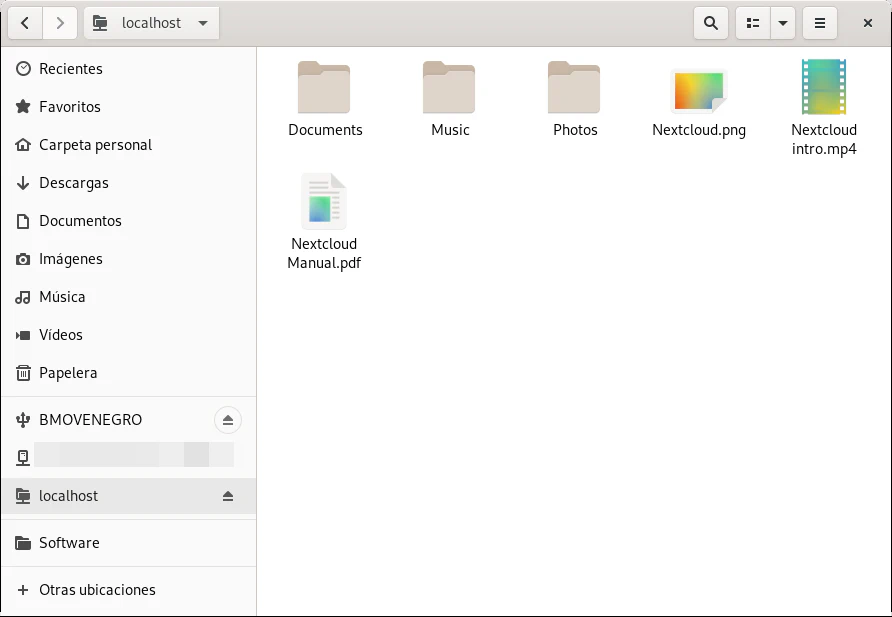 localhost
Recientes
Favoritos
Carpeta personal
Descargas
Documentos
Imágenes
Música
Vídeos
Papelera
BMOVENEGRO
localhost
Software
Otras ubicaciones
Documents
Music
Photos
Nextcloud.png
Nextcloud
intro.mp4
Nextcloud
Manual.pdf